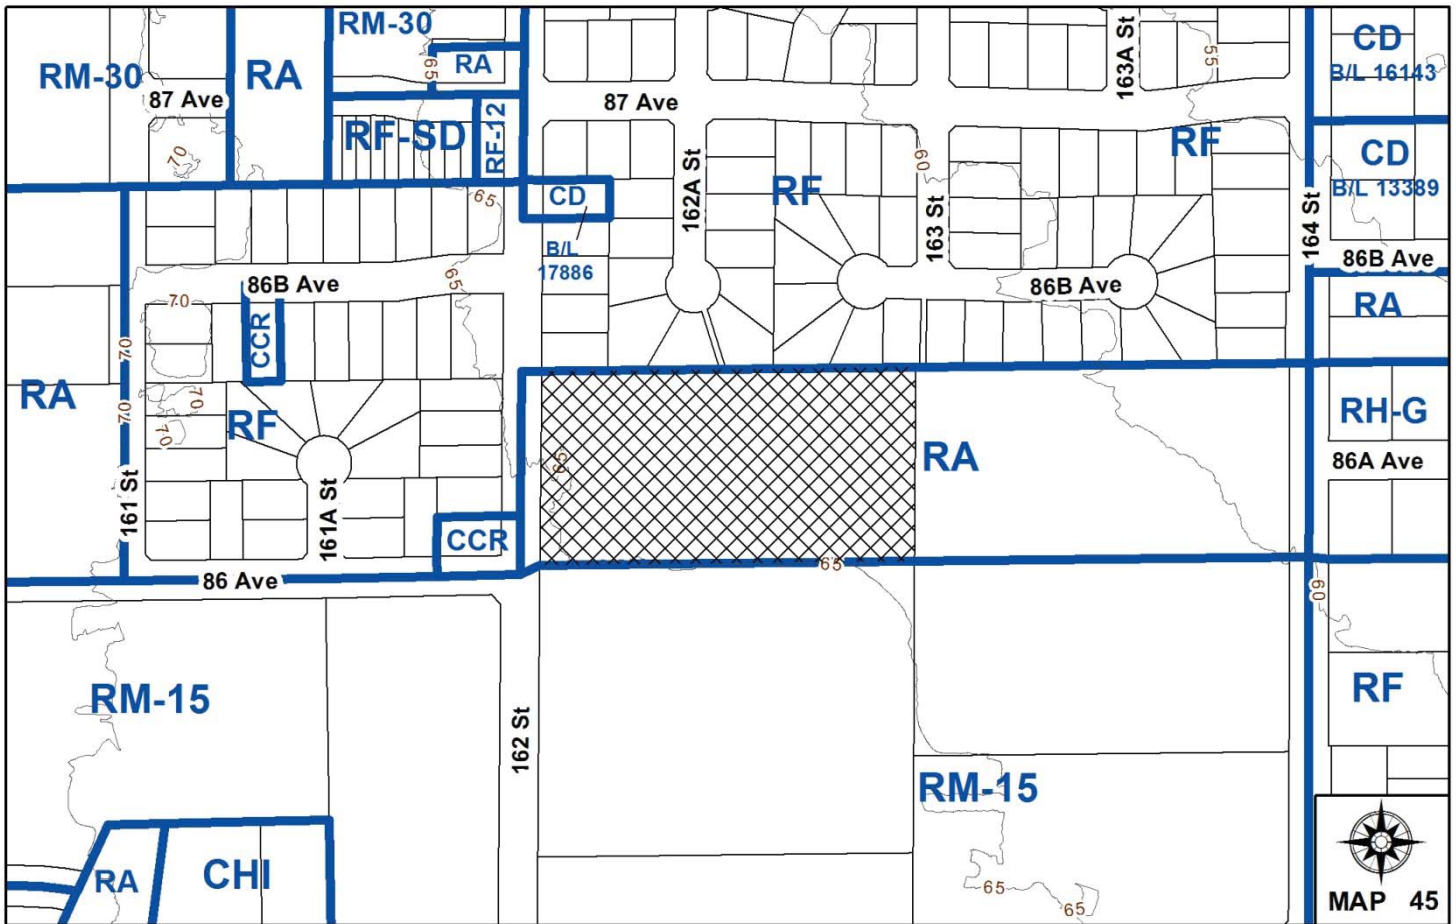 RM-30
RM-30
RA
RA
65
87 Ave
70
RF-SD
RF-12
65
87 Ave
163A St
55
CD
B/L 16143
CD
B/L 13389
RF
RF
60
162A St
163 St
164 St
CD
B/L
17886
86B Ave
65
70
CCR
86B Ave
86B Ave
RA
RA
70
70
70
70
RF
161 St
161A St
CCR
65
RA
RH-G
86A Ave
86 Ave
65
60
RM-15
162 St
RF
RM-15
RA
CHI
65
65
MAP 45